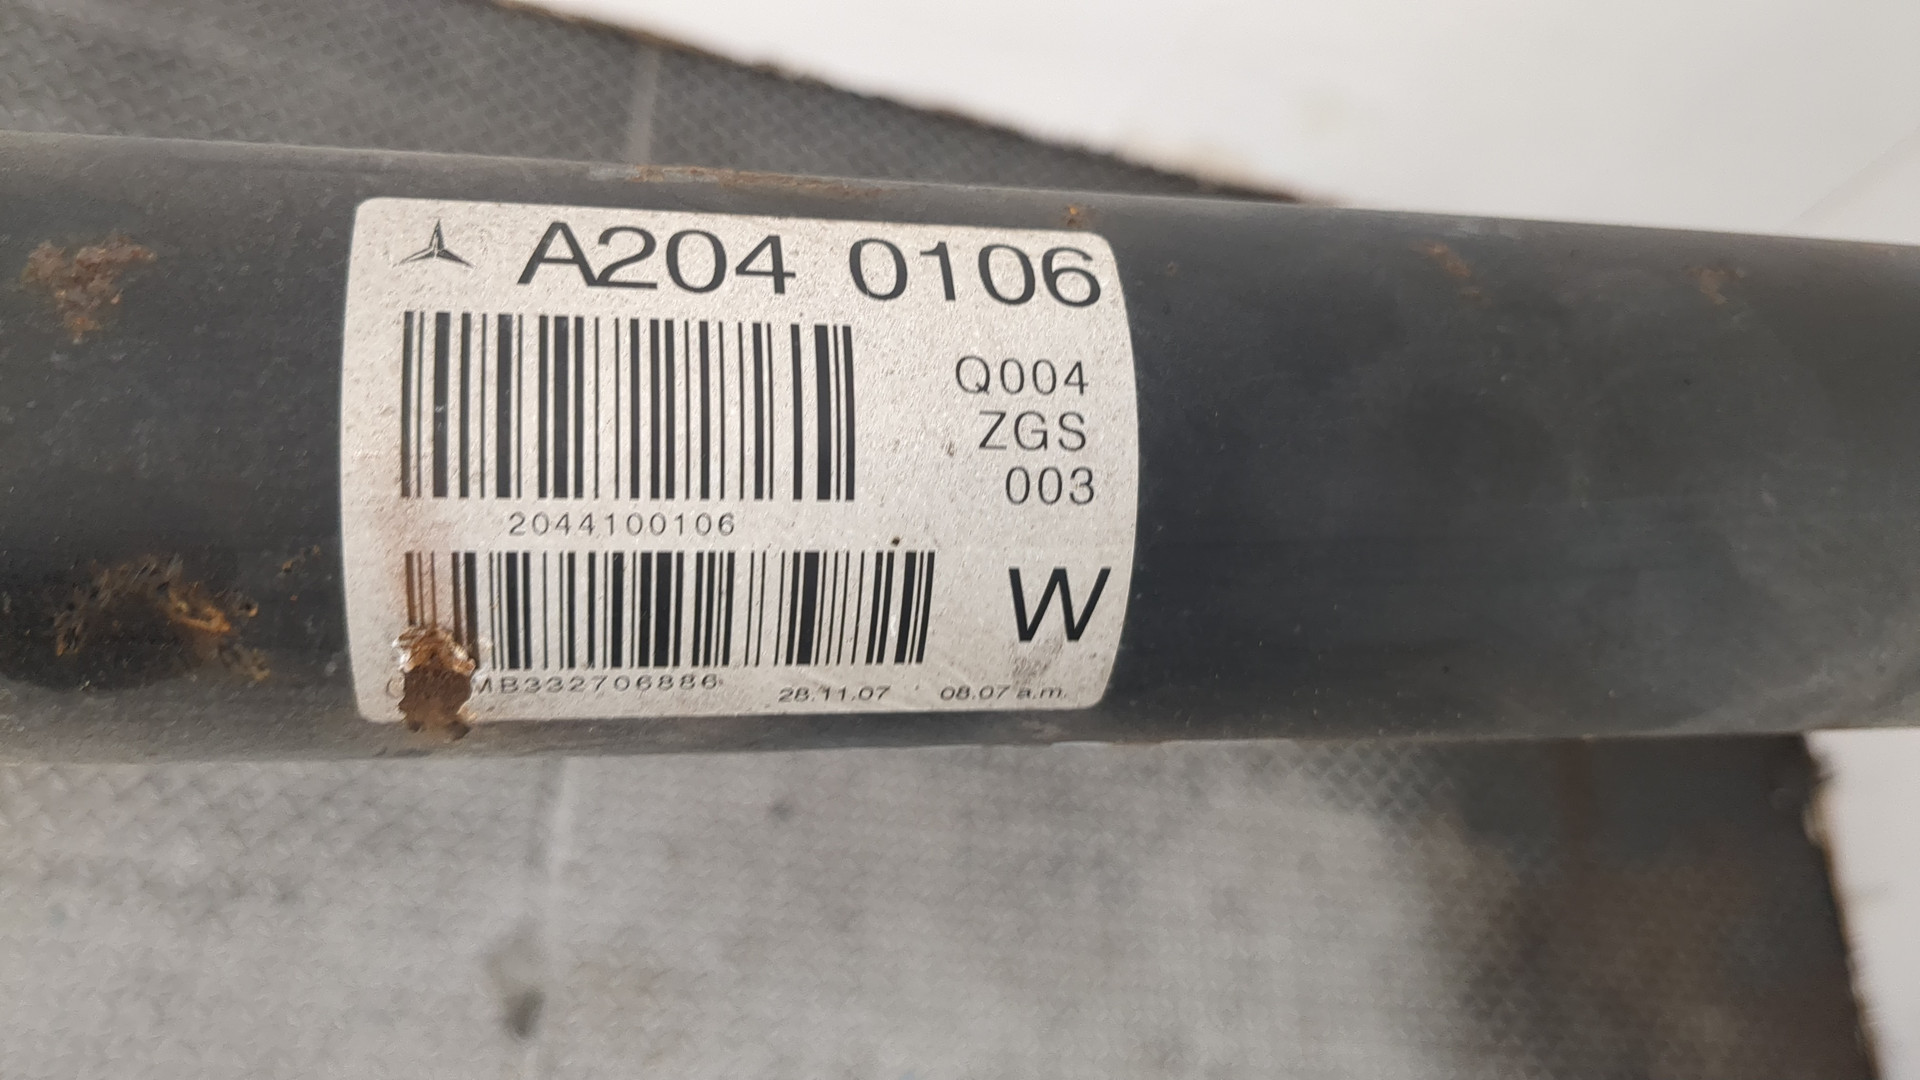 A204 0106
Q004
ZGS
003
2044100106
W
MB332706886
28.11.07 08.07 a.m.